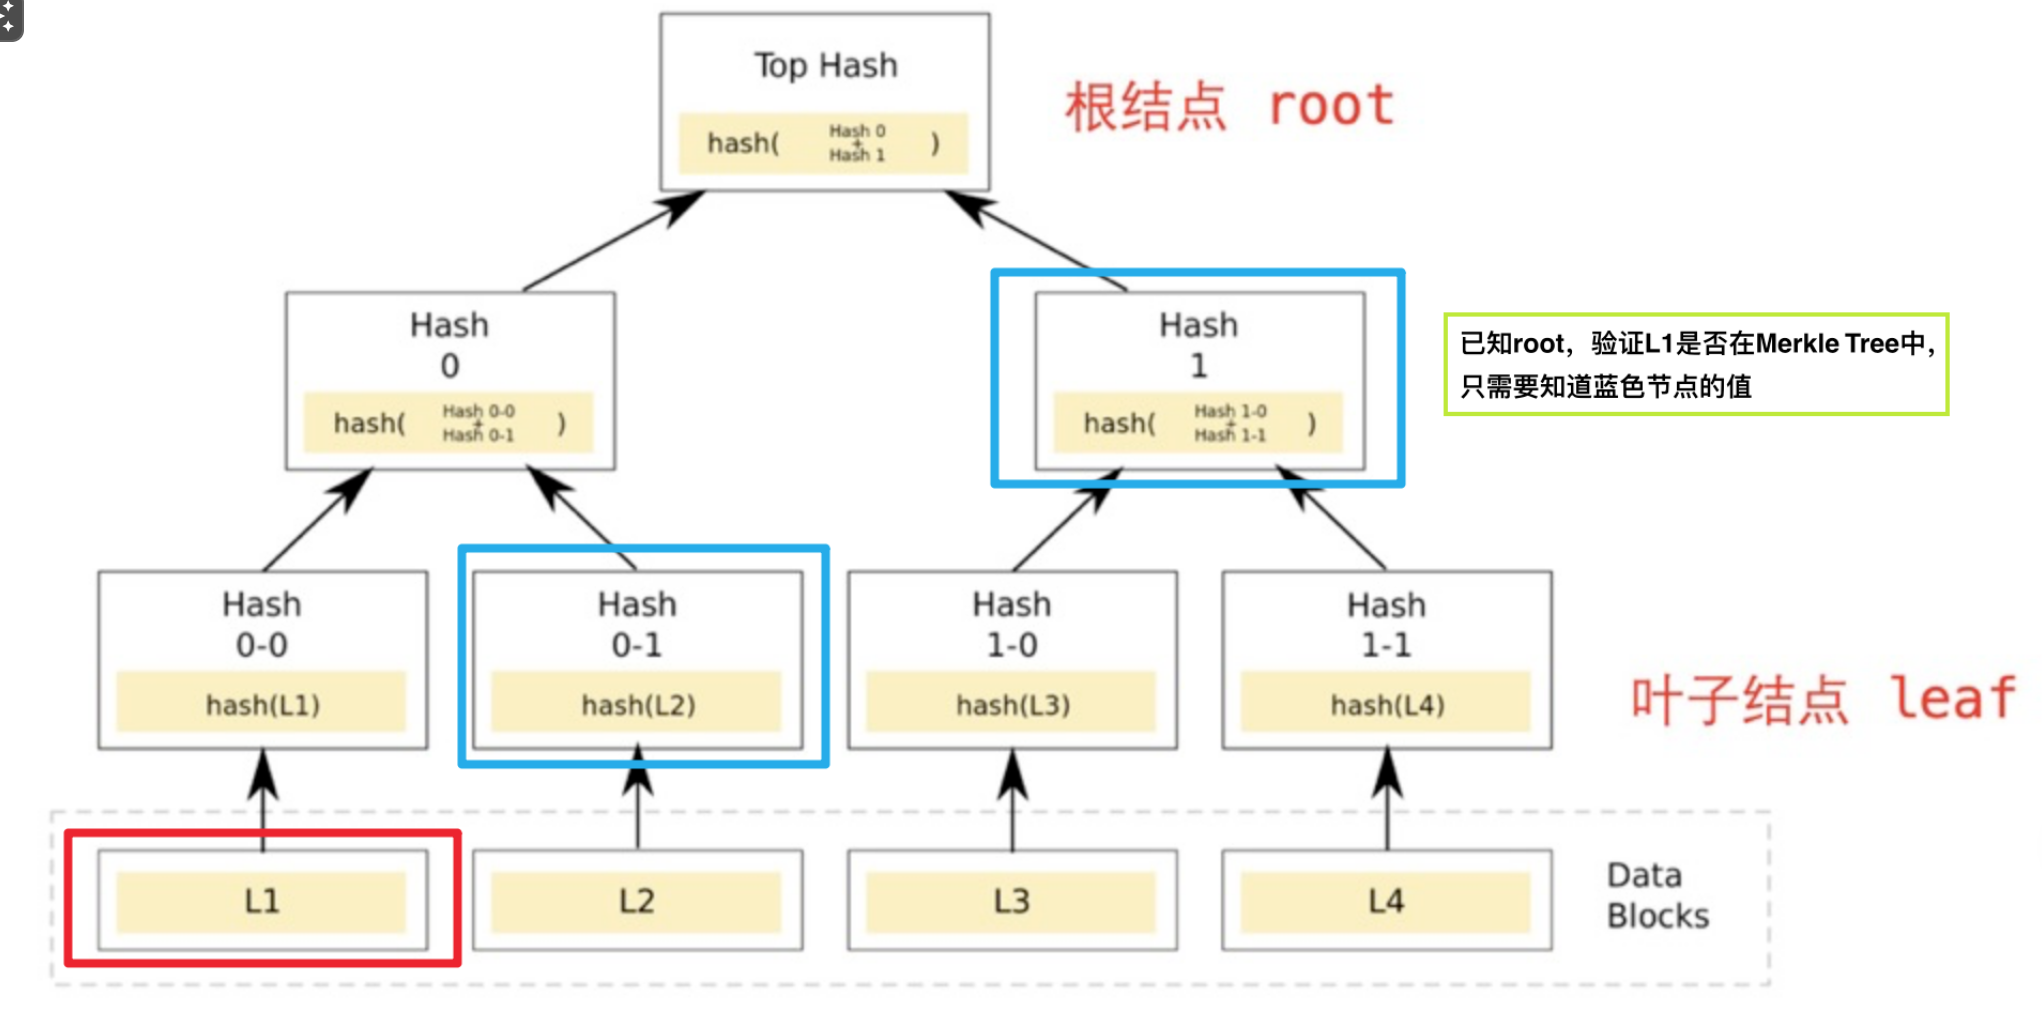 Top Hash
hash( Hash 0 + Hash 1 )
根结点 root
Hash
0
hash( Hash 0-0 + Hash 0-1 )
Hash
1
hash( Hash 1-0 + Hash 1-1 )
已知root，验证L1是否在Merkle Tree中，
只需要知道蓝色节点的值
Hash
0-0
hash(L1)
Hash
0-1
hash(L2)
Hash
1-0
hash(L3)
Hash
1-1
hash(L4)
叶子结点 leaf
L1
L2
L3
L4
Data
Blocks